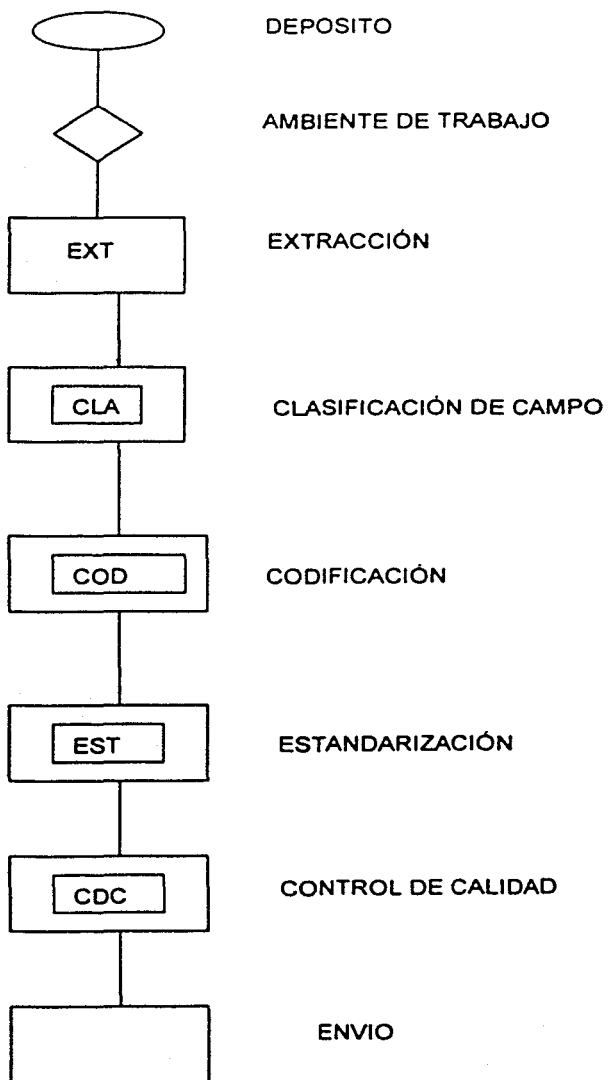 DEPOSITO
AMBIENTE DE TRABAJO
EXT
EXTRACCIÓN
CLA
CLASIFICACIÓN DE CAMPO
COD
CODIFICACIÓN
EST
ESTANDARIZACIÓN
CDC
CONTROL DE CALIDAD
ENVIO